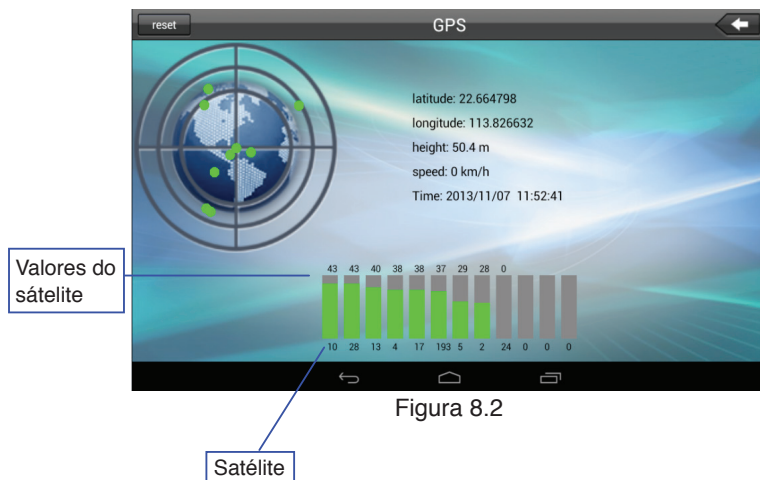 reset
GPS
latitude: 22.664798
longitude: 113.826632
height: 50.4 m
speed: 0 km/h
Time: 2013/11/07 11:52:41
Valores do
sátelite
43 43 40 38 38 37 29 28 0
10 28 13 4 17 193 5 2 24 0 0 0
Figura 8.2
Satélite